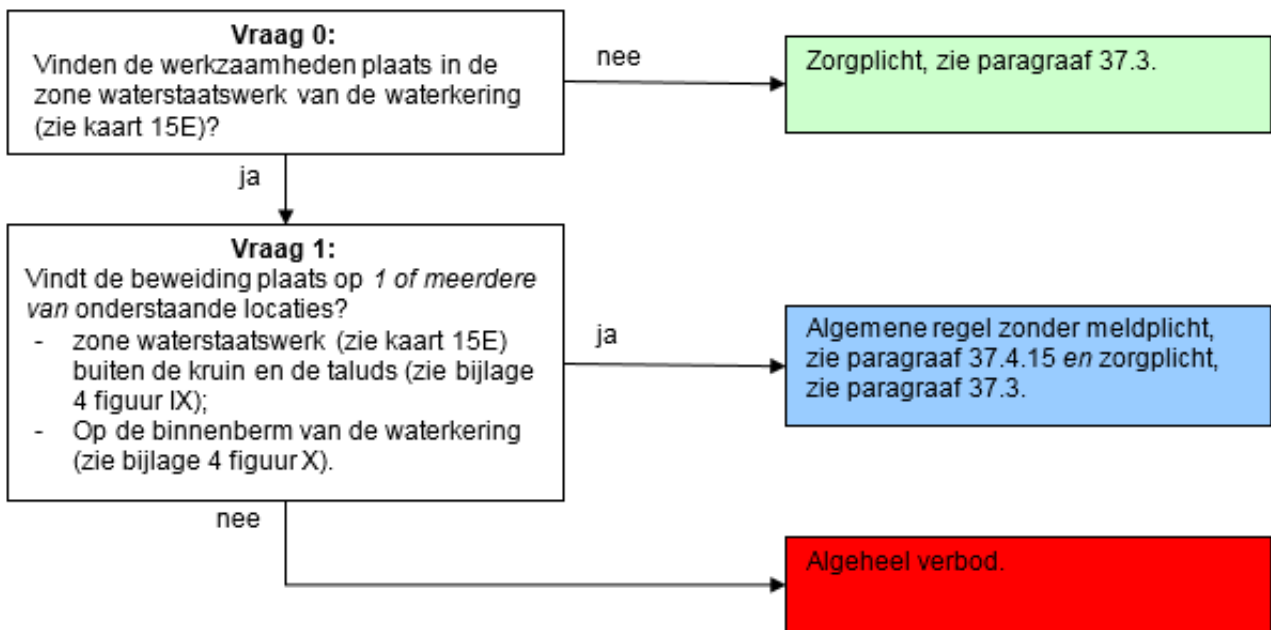 Vraag 0:
Vinden de werkzaamheden plaats in de
zone waterstaatswerk van de waterkering
(zie kaart 15E)?
nee
Zorgplicht, zie paragraaf 37.3.
ja
Vraag 1:
Vindt de beweiding plaats op 1 of meerdere
van onderstaande locaties?
- zone waterstaatswerk (zie kaart 15E)
buiten de kruin en de taluds (zie bijlage
4 figuur IX);
- Op de binnenberm van de waterkering
(zie bijlage 4 figuur X).
ja
Algemene regel zonder meldplicht,
zie paragraaf 37.4.15 en zorgplicht,
zie paragraaf 37.3.
nee
Algeheel verbod.